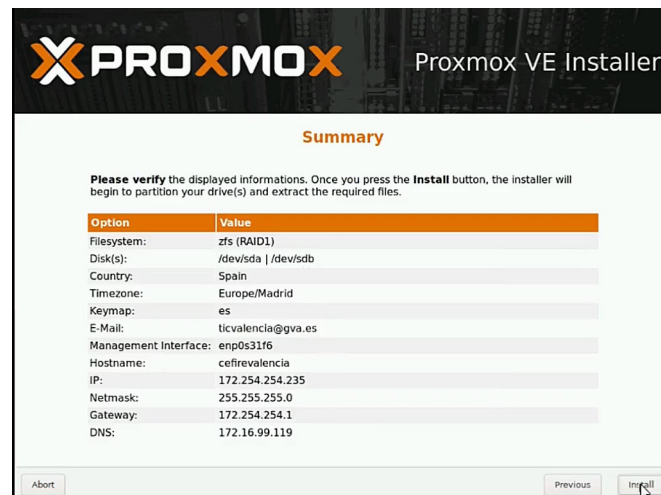 PROXMOX
Proxmox VE Installer
Summary
Please verify the displayed informations. Once you press the Install button, the installer will
begin to partition your drive(s) and extract the required files.
Option Value
Filesystem: zfs (RAID1)
Disk(s): /dev/sda | /dev/sdb
Country: Spain
Timezone: Europe/Madrid
Keymap: es
E-Mail: ticvalencia@gva.es
Management Interface: enp0s31f6
Hostname: cefirevalencia
IP: 172.254.254.235
Netmask: 255.255.255.0
Gateway: 172.254.254.1
DNS: 172.16.99.119
Abort Previous Install